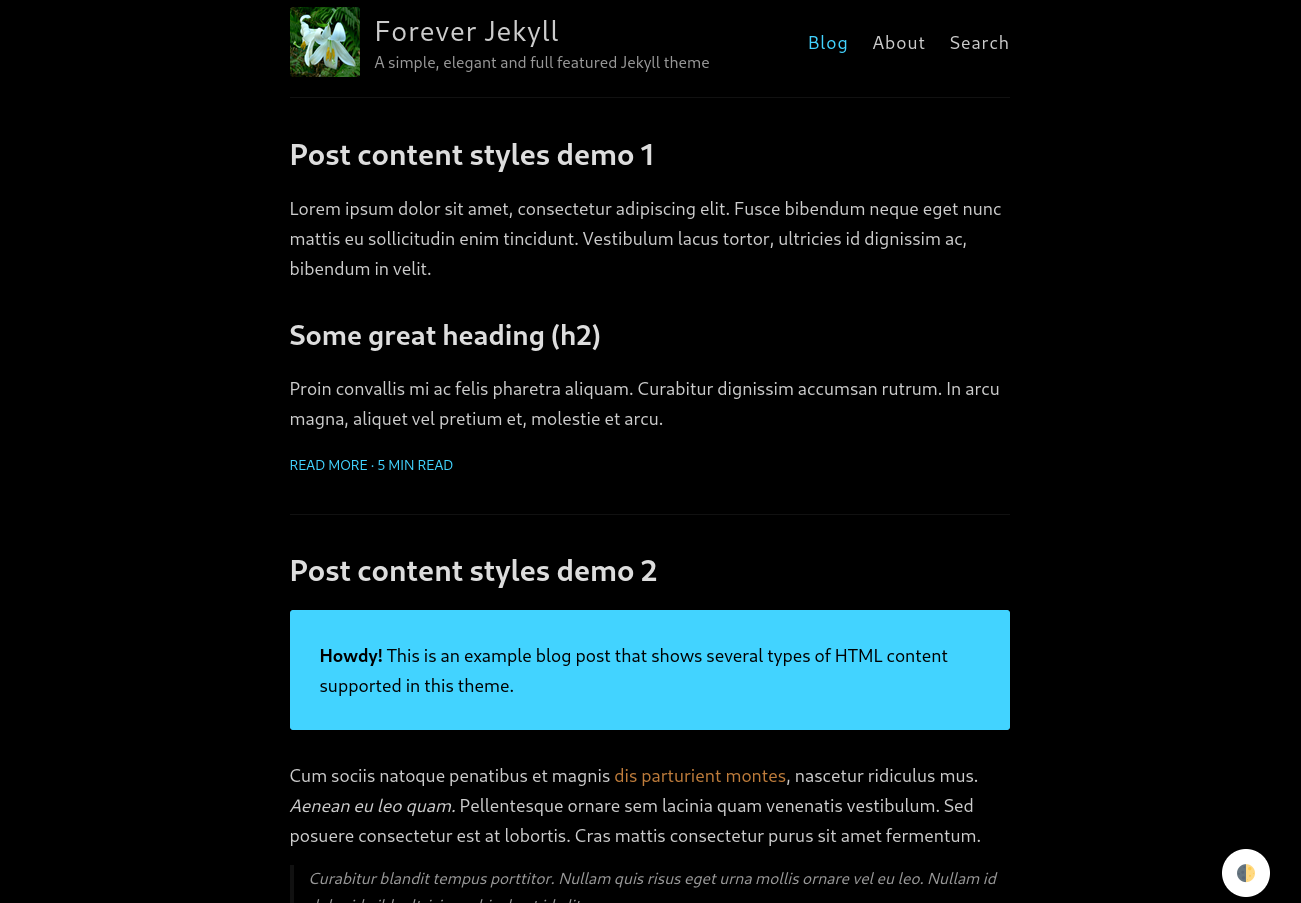 Forever Jekyll
A simple, elegant and full featured Jekyll theme
Blog About Search
Post content styles demo 1
Lorem ipsum dolor sit amet, consectetur adipiscing elit. Fusce bibendum neque eget nunc
mattis eu sollicitudin enim tincidunt. Vestibulum lacus tortor, ultricies id dignissim ac,
bibendum in velit.
Some great heading (h2)
Proin convallis mi ac felis pharetra aliquam. Curabitur dignissim accumsan rutrum. In arcu
magna, aliquet vel pretium et, molestie et arcu.
READ MORE · 5 MIN READ
Post content styles demo 2
Howdy! This is an example blog post that shows several types of HTML content
supported in this theme.
Cum sociis natoque penatibus et magnis dis parturient montes, nascetur ridiculus mus.
Aenean eu leo quam. Pellentesque ornare sem lacinia quam venenatis vestibulum. Sed
posuere consectetur est at lobortis. Cras mattis consectetur purus sit amet fermentum.
Curabitur blandit tempus porttitor. Nullam quis risus eget urna mollis ornare vel eu leo. Nullam id